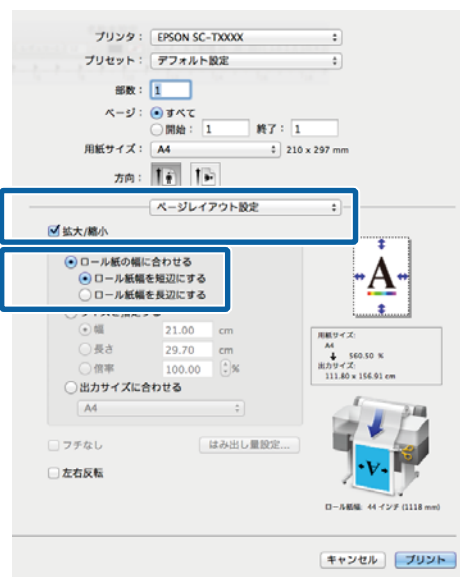 プリンタ： EPSON SC-TXXXX
プリセット： デフォルト設定
部数： 1
ページ： すべて
開始： 1 終了： 1
用紙サイズ： A4 210 x 297 mm
方向：
ページレイアウト設定
拡大/縮小
ロール紙の幅に合わせる
ロール紙幅を短辺にする
ロール紙幅を長辺にする
幅 21.00 cm
長さ 29.70 cm
倍率 100.00 %
出力サイズに合わせる
A4
フチなし はみ出し量設定...
左右反転
A
用紙サイズ：
A4
560.50 %
出力サイズ：
111.80 x 156.91 cm
A
ロール紙幅: 44 インチ (1118 mm)
キャンセル プリント